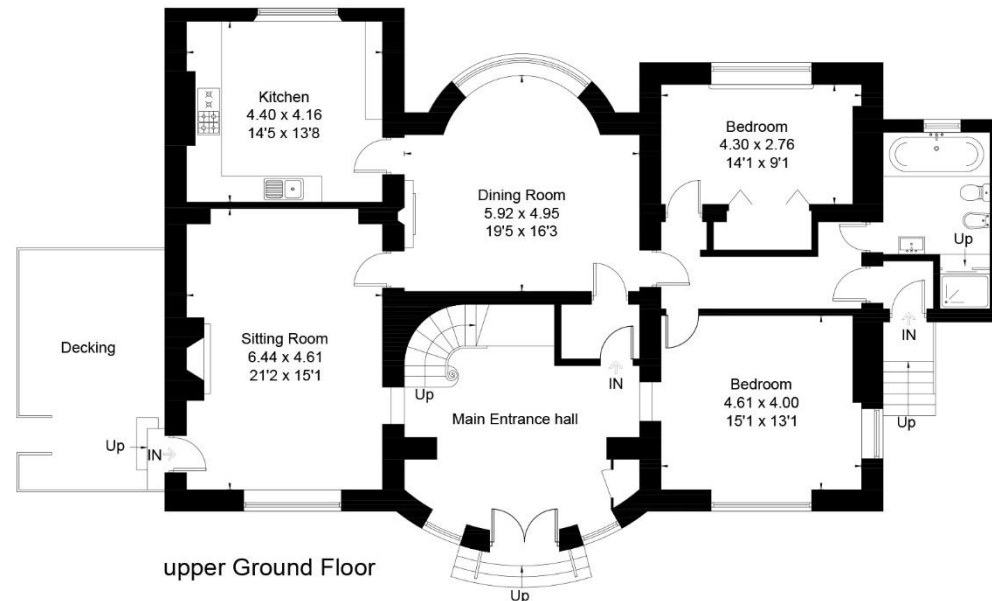 Kitchen
4.40 x 4.16
14'5 x 13'8
Bedroom
4.30 x 2.76
14'1 x 9'1
Dining Room
5.92 x 4.95
19'5 x 16'3
Up
IN
Decking
Sitting Room
6.44 x 4.61
21'2 x 15'1
Up
IN
Up
Main Entrance hall
IN
Bedroom
4.61 x 4.00
15'1 x 13'1
Up
Up
upper Ground Floor